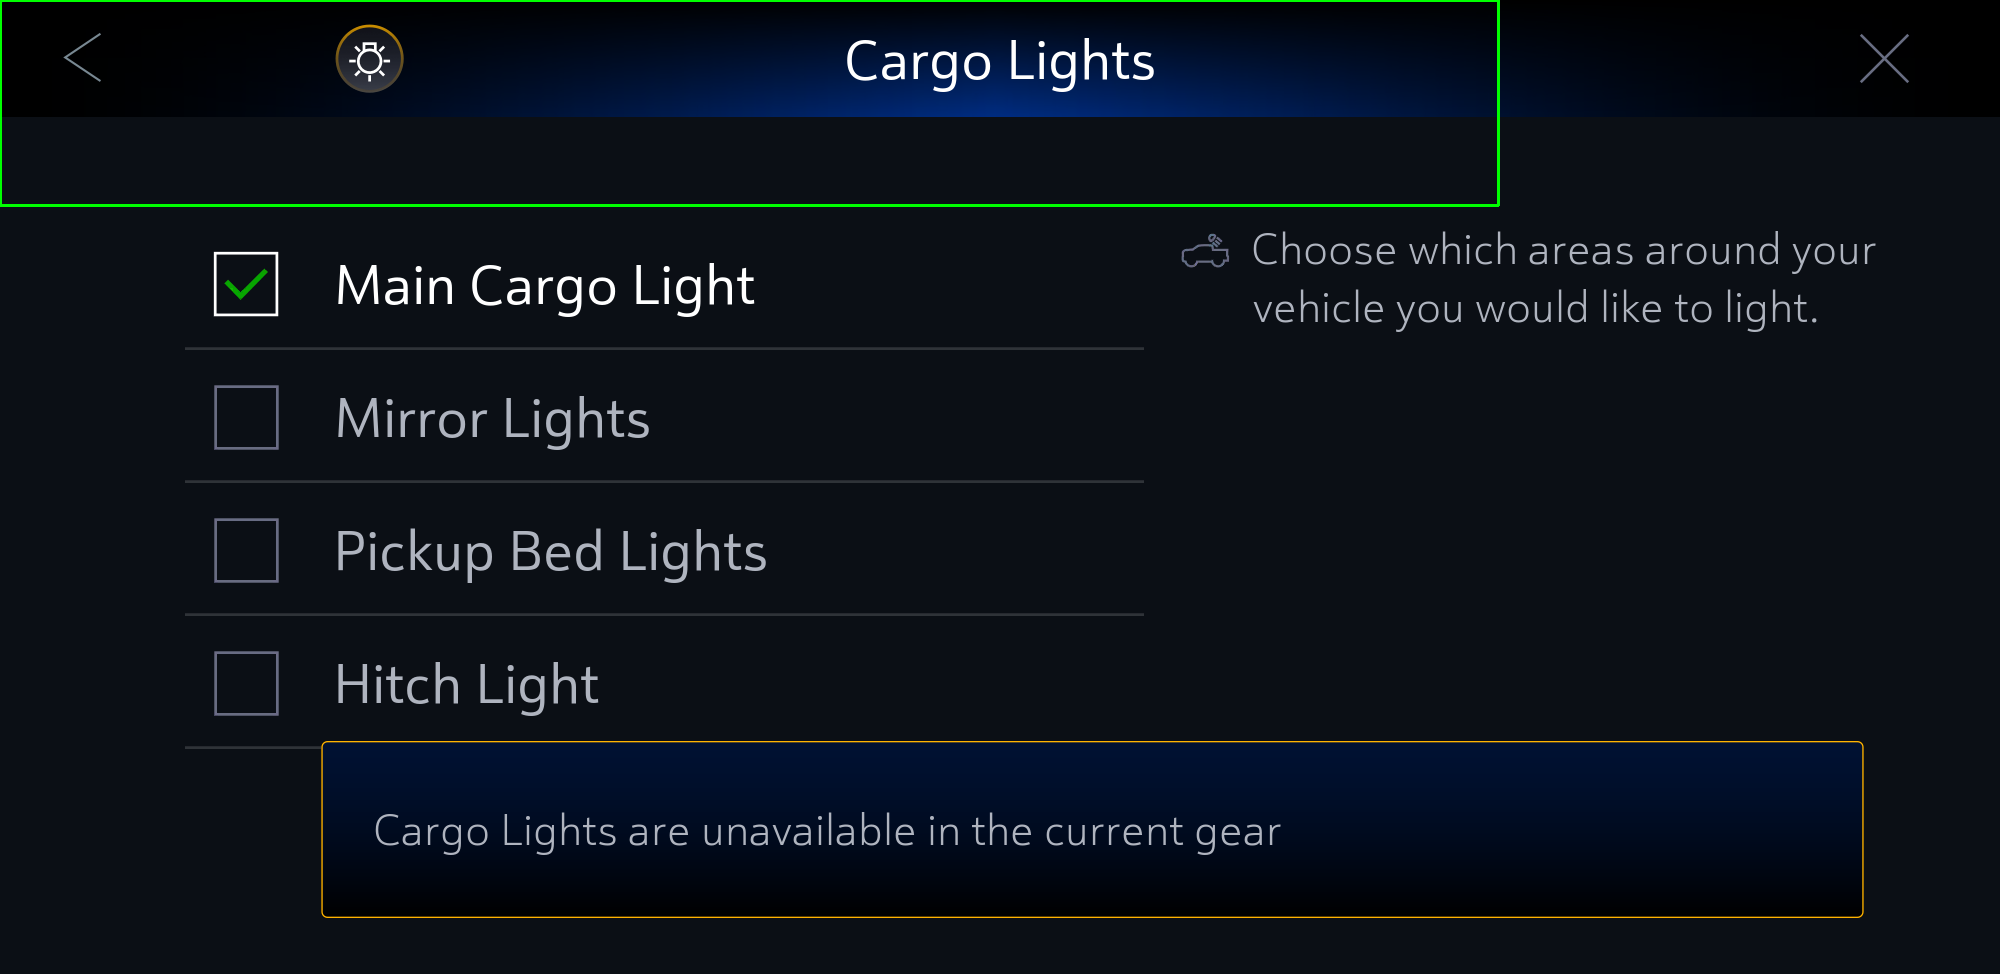 Cargo Lights
Main Cargo Light
Mirror Lights
Pickup Bed Lights
Hitch Light
Choose which areas around your
vehicle you would like to light.
Cargo Lights are unavailable in the current gear